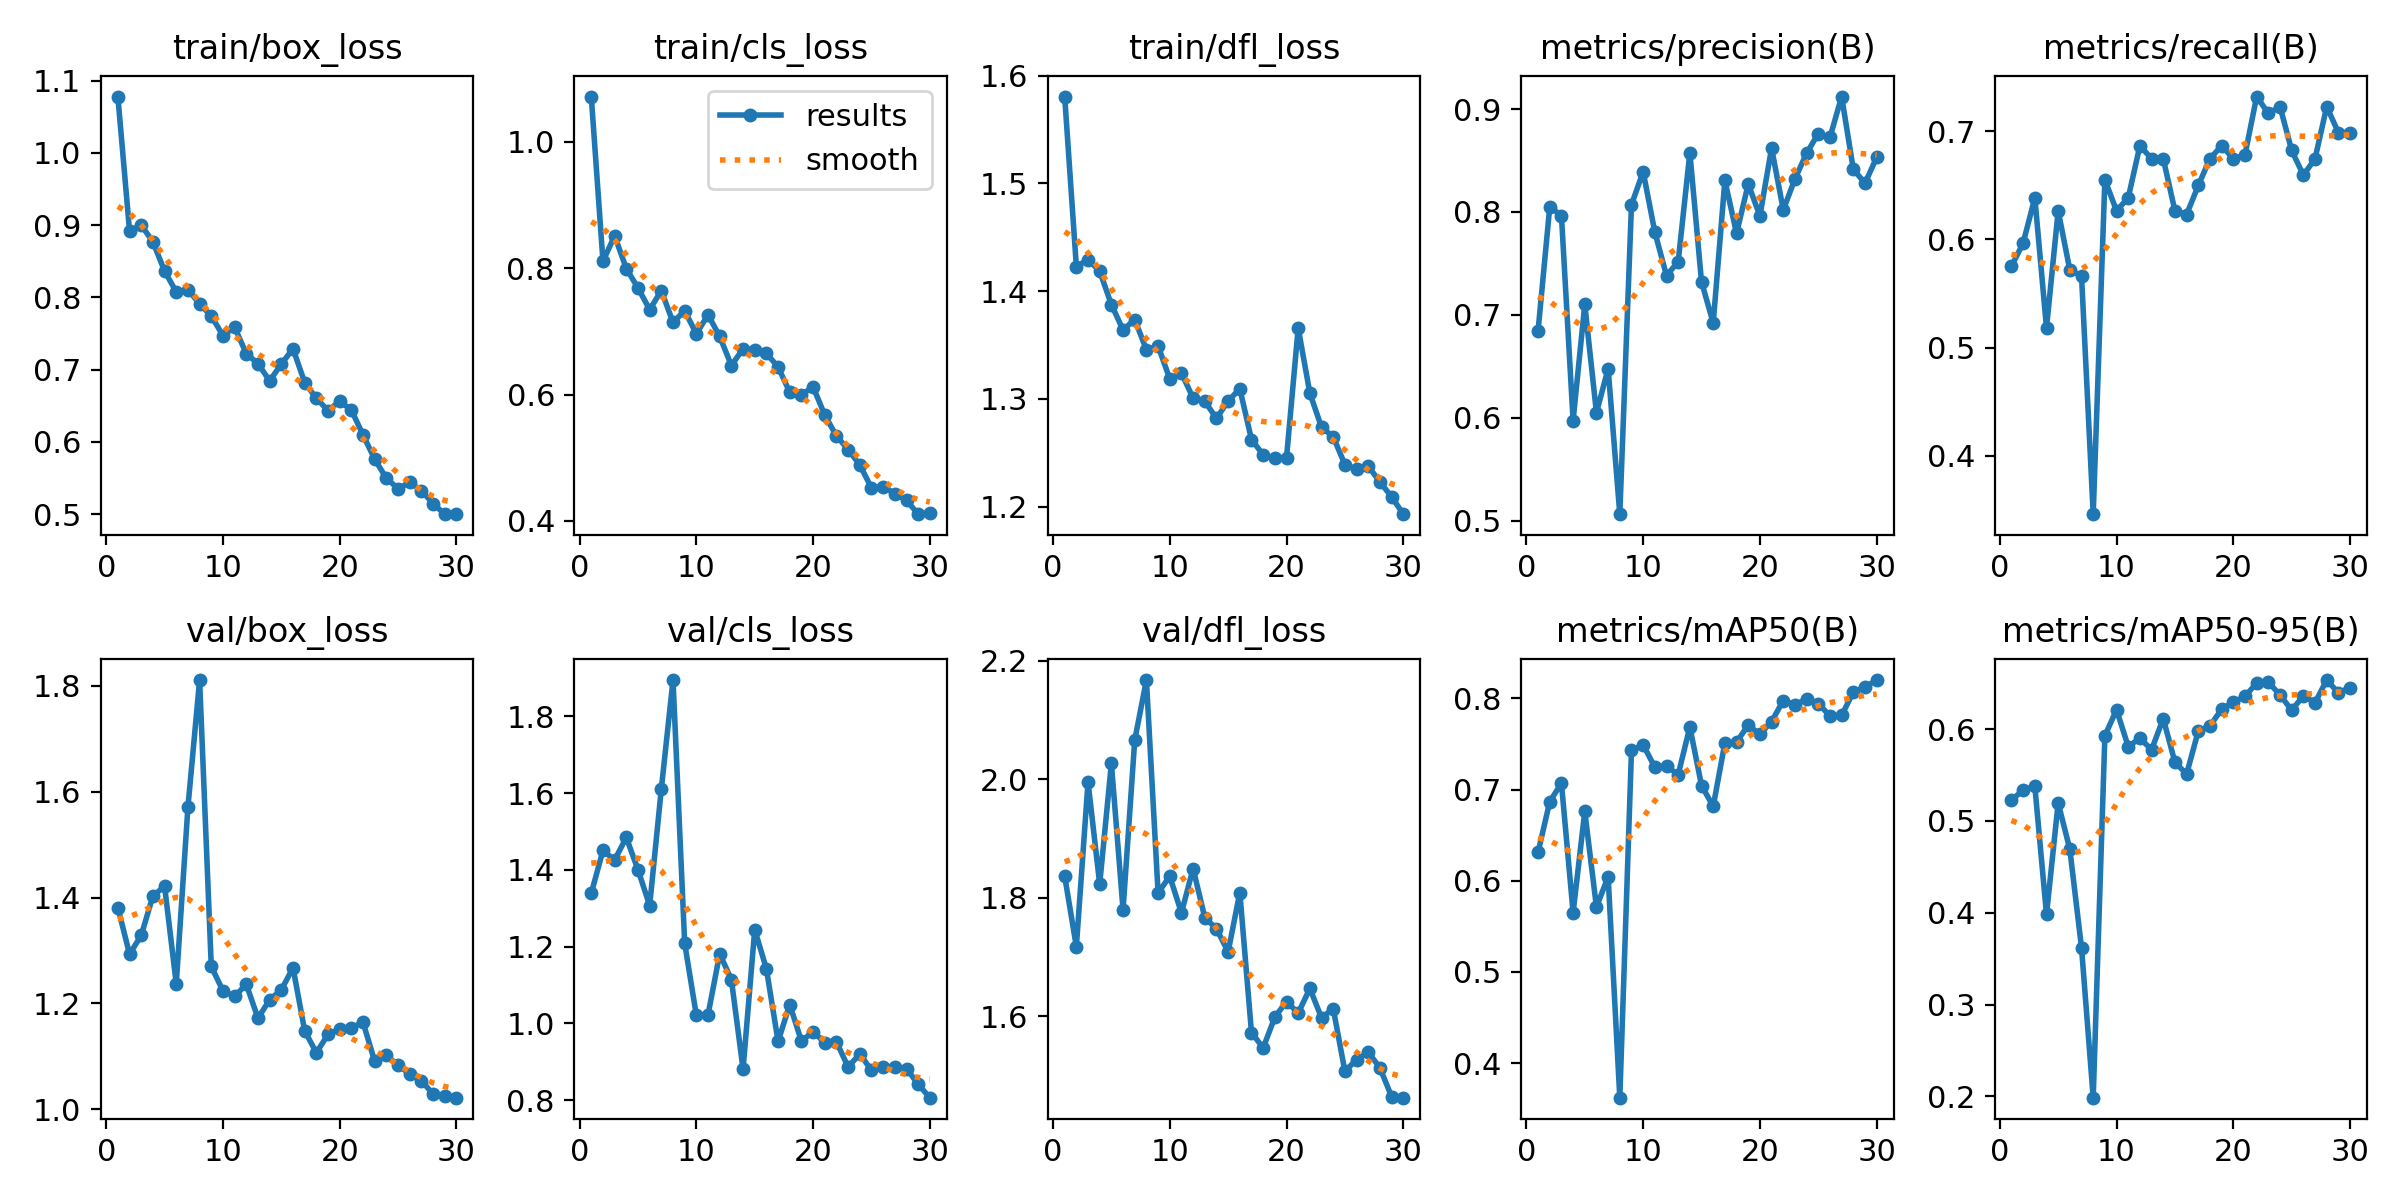 train/box_loss
1.1
1.0
0.9
0.8
0.7
0.6
0.5
0 10 20 30
train/cls_loss
results
smooth
1.0
0.8
0.6
0.4
0 10 20 30
train/dfl_loss
1.6
1.5
1.4
1.3
1.2
0 10 20 30
metrics/precision(B)
0.9
0.8
0.7
0.6
0.5
0 10 20 30
metrics/recall(B)
0.7
0.6
0.5
0.4
0 10 20 30
val/box_loss
1.8
1.6
1.4
1.2
1.0
0 10 20 30
val/cls_loss
1.8
1.6
1.4
1.2
1.0
0.8
0 10 20 30
val/dfl_loss
2.2
2.0
1.8
1.6
0 10 20 30
metrics/mAP50(B)
0.8
0.7
0.6
0.5
0.4
0 10 20 30
metrics/mAP50-95(B)
0.6
0.5
0.4
0.3
0.2
0 10 20 30